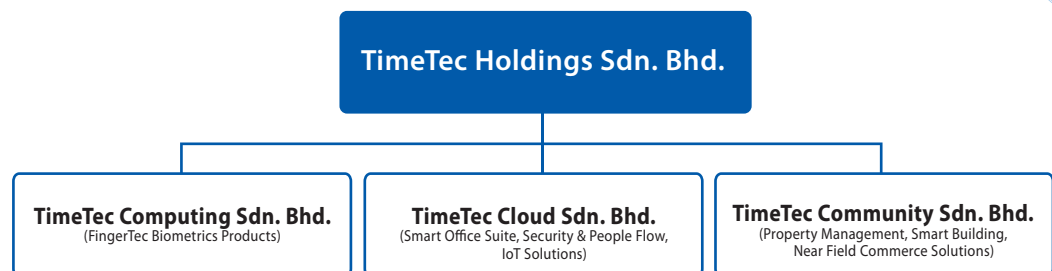 TimeTec Holdings Sdn. Bhd.
TimeTec Computing Sdn. Bhd.
(FingerTec Biometrics Products)
TimeTec Cloud Sdn. Bhd.
(Smart Office Suite, Security & People Flow,
IoT Solutions)
TimeTec Community Sdn. Bhd.
(Property Management, Smart Building,
Near Field Commerce Solutions)